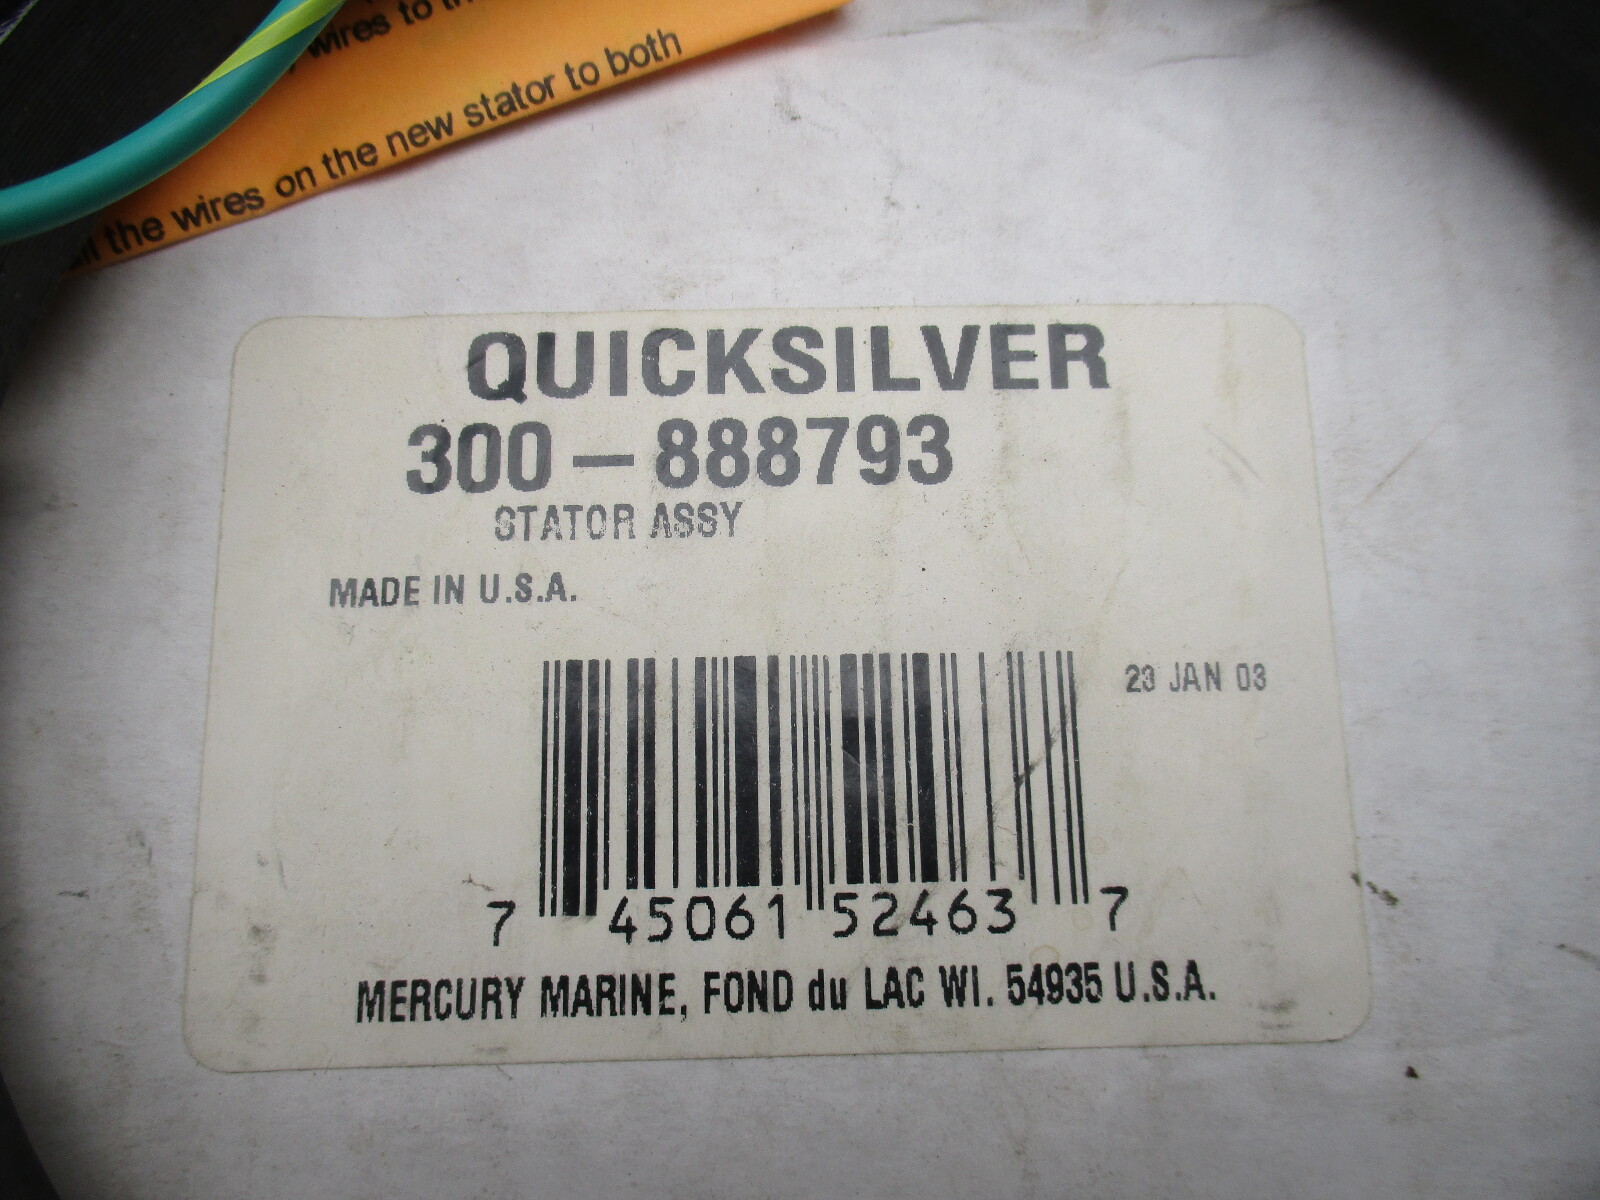 wires to
the wires on the new stator to both
QUICKSILVER
300-888793
STATOR ASSY
MADE IN U.S.A.
23 JAN 03
7 45061 52463 7
MERCURY MARINE, FOND du LAC WI. 54935 U.S.A.